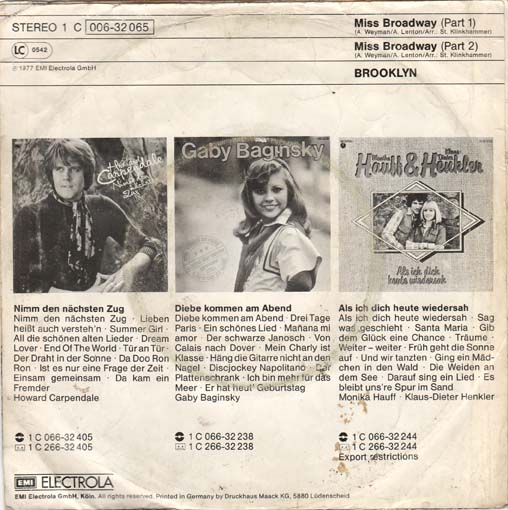 STEREO 1 C 006-32 065
LC 0542
℗ 1977 EMI Electrola GmbH
Miss Broadway (Part 1)
(A. Weyman/A. Lenton/Arr.: St. Klinkhammer)
Miss Broadway (Part 2)
(A. Weyman/A. Lenton/Arr.: St. Klinkhammer)
BROOKLYN
Howard
Carpendale
Nimm den
nächsten
Zug
Gaby Baginsky
Monika Klaus Dieter
Hauff & Henkler
Als ich dich
heute wiedersah
Nimm den nächsten Zug
Nimm den nächsten Zug · Lieben
heißt auch versteh'n · Summer Girl ·
All die schönen alten Lieder · Dream
Lover · End Of The World · Tür an Tür ·
Der Draht in der Sonne · Da Doo Ron
Ron · Ist es nur eine Frage der Zeit ·
Einsam gemeinsam · Da kam ein
Fremder
Howard Carpendale
Diebe kommen am Abend
Diebe kommen am Abend · Drei Tage
Paris · Ein schönes Lied · Mañana mi
amor · Der schwarze Janosch · Von
Calais nach Dover · Mein Charly ist
Klasse · Häng die Gitarre nicht an den
Nagel · Discjockey Napolitano · Der
Plattenschrank · Ich bin mehr für das
Meer · Er hat heut' Geburtstag
Gaby Baginsky
Als ich dich heute wiedersah
Als ich dich heute wiedersah · Sag
was geschieht · Santa Maria · Gib
dem Glück eine Chance · Träume ·
Weiter - weiter · Früh geht die Sonne
auf · Und wir tanzten · Ging ein Mäd-
chen in den Wald · Die Weiden an
dem See · Darauf sing ein Lied · Es
bleibt uns're Spur im Sand
Monika Hauff · Klaus-Dieter Henkler
1 C 066-32 405
1 C 266-32 405
1 C 066-32 238
1 C 266-32 238
1 C 066-32 244
1 C 266-32 244
Export restrictions
EMI ELECTROLA
EMI Electrola GmbH, Köln. All rights reserved. Printed in Germany by Druckhaus Maack KG, 5880 Lüdenscheid